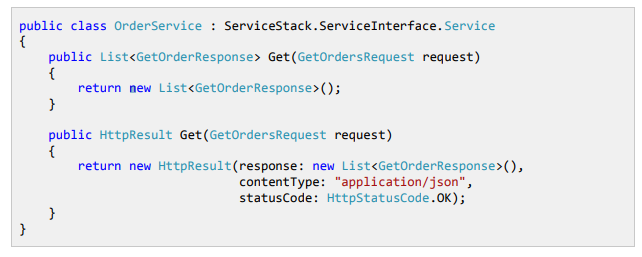 public class OrderService : ServiceStack.ServiceInterface.Service
{
    public List<GetOrderResponse> Get(GetOrdersRequest request)
    {
        return new List<GetOrderResponse>();
    }

    public HttpResult Get(GetOrdersRequest request)
    {
        return new HttpResult(response: new List<GetOrderResponse>(),
                              contentType: "application/json",
                              statusCode: HttpStatusCode.OK);
    }
}